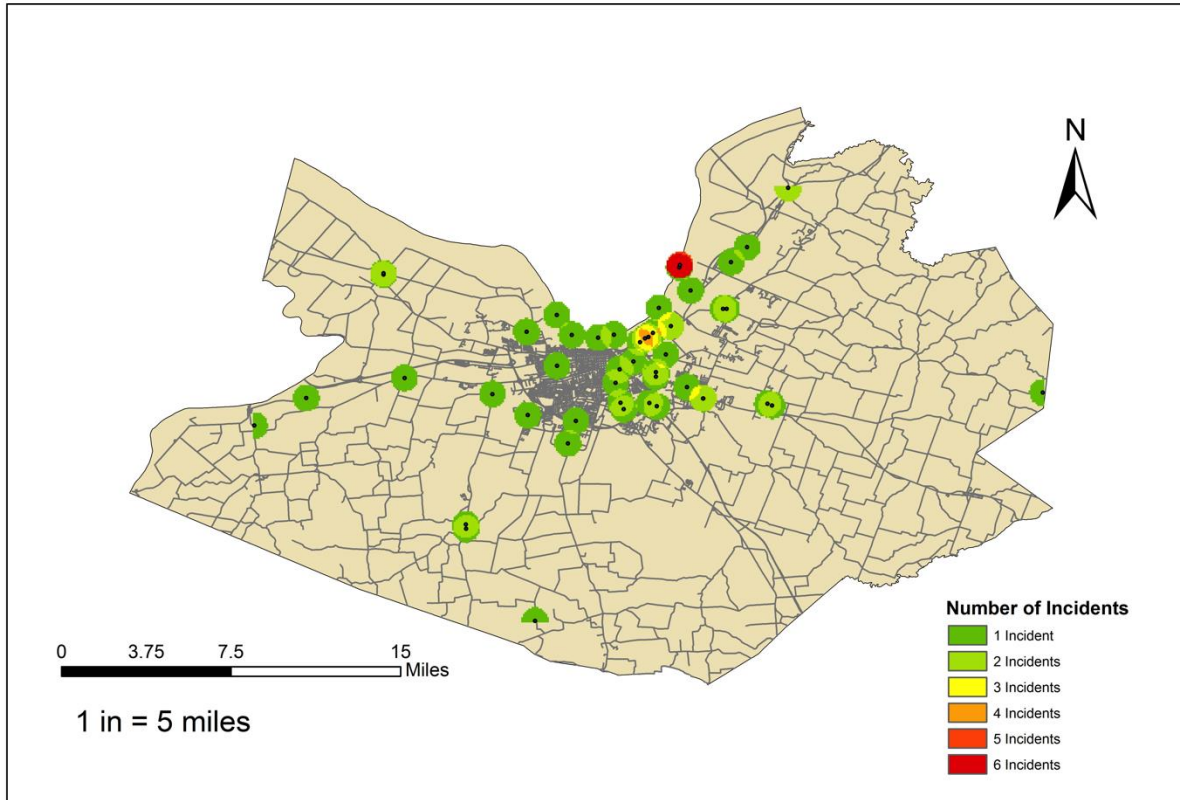 N
Number of Incidents
1 Incident
2 Incidents
3 Incidents
4 Incidents
5 Incidents
6 Incidents
0 3.75 7.5 15
Miles
1 in = 5 miles